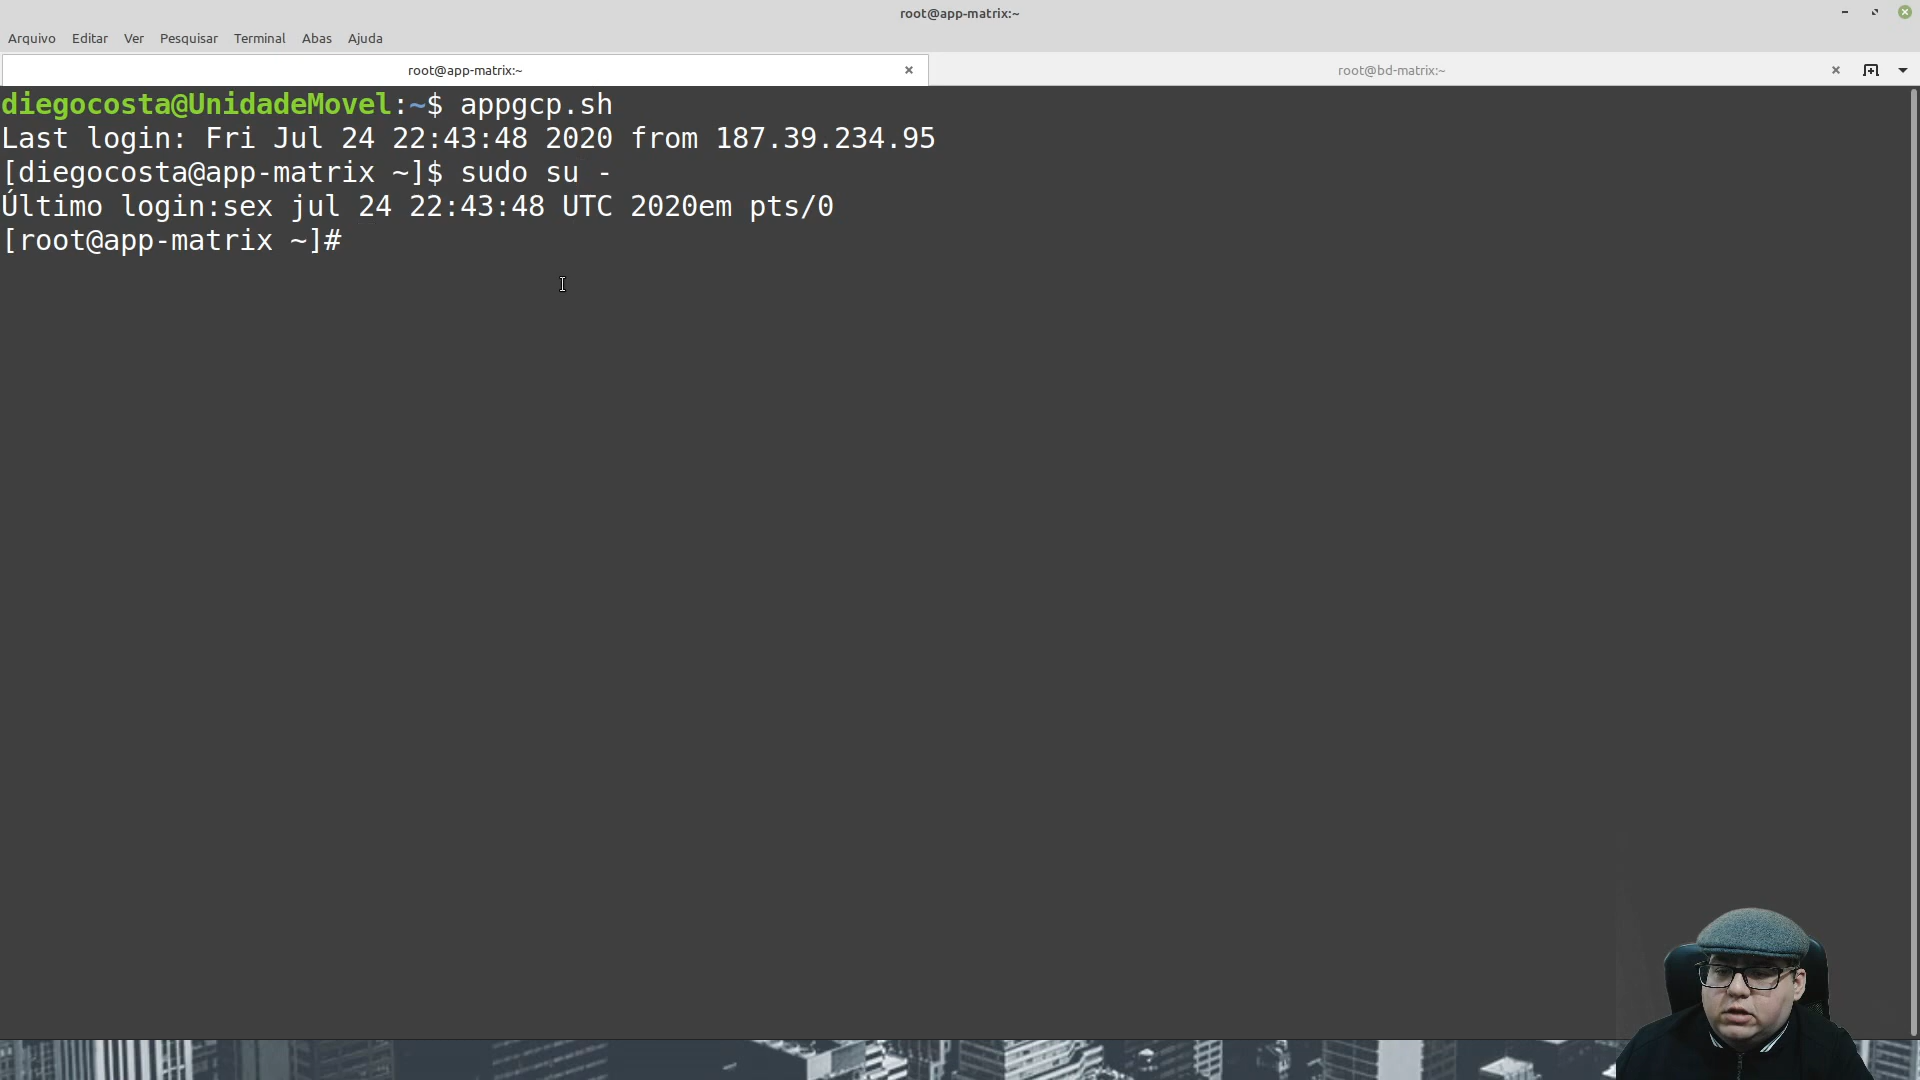 root@app-matrix:~
Arquivo Editar Ver Pesquisar Terminal Abas Ajuda
root@app-matrix:~ root@bd-matrix:~
diegocosta@UnidadeMovel:~$ appgcp.sh
Last login: Fri Jul 24 22:43:48 2020 from 187.39.234.95
[diegocosta@app-matrix ~]$ sudo su -
Último login:sex jul 24 22:43:48 UTC 2020em pts/0
[root@app-matrix ~]#